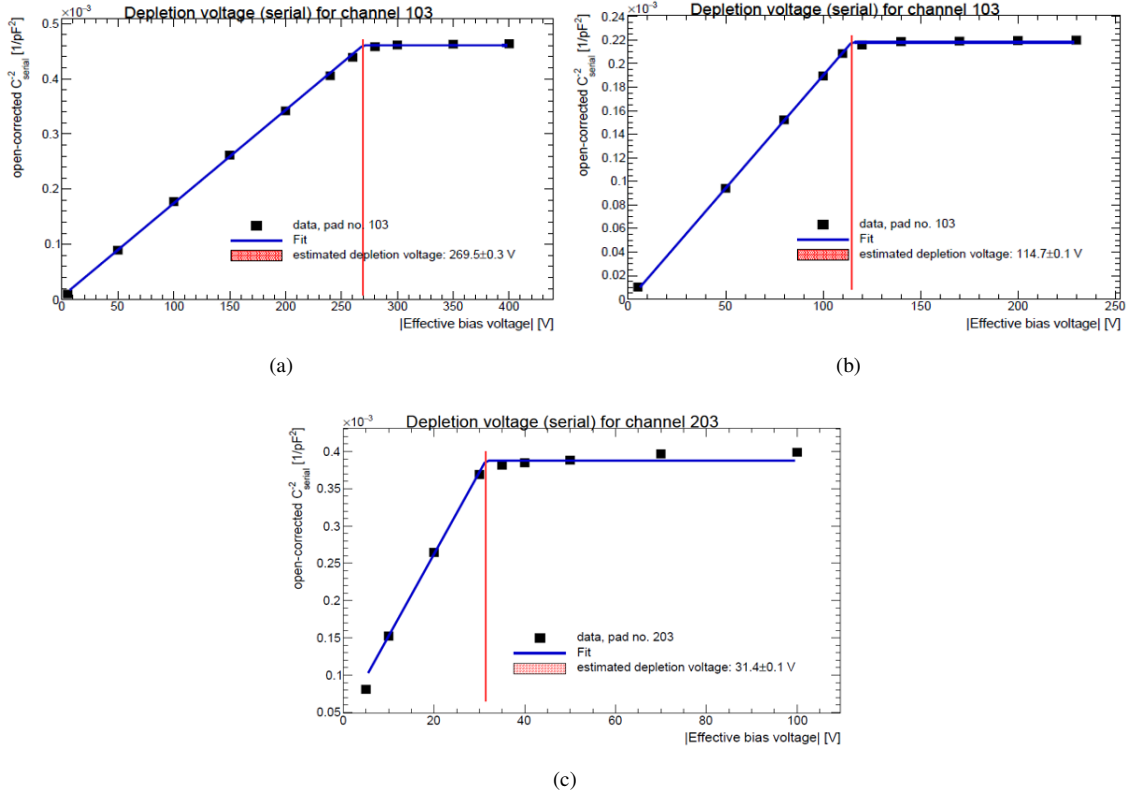 Depletion voltage (serial) for channel 103
×10⁻³
open-corrected C⁻²serial [1/pF²]
0.5
0.4
0.3
0.2
0.1
0
data, pad no. 103
Fit
estimated depletion voltage: 269.5±0.3 V
0 50 100 150 200 250 300 350 400
|Effective bias voltage| [V]
(a)
Depletion voltage (serial) for channel 103
×10⁻³
open-corrected C⁻²serial [1/pF²]
0.24
0.22
0.2
0.18
0.16
0.14
0.12
0.1
0.08
0.06
0.04
0.02
0
data, pad no. 103
Fit
estimated depletion voltage: 114.7±0.1 V
0 50 100 150 200 250
|Effective bias voltage| [V]
(b)
Depletion voltage (serial) for channel 203
×10⁻³
open-corrected C⁻²serial [1/pF²]
0.4
0.35
0.3
0.25
0.2
0.15
0.1
0.05
data, pad no. 203
Fit
estimated depletion voltage: 31.4±0.1 V
0 20 40 60 80 100
|Effective bias voltage| [V]
(c)